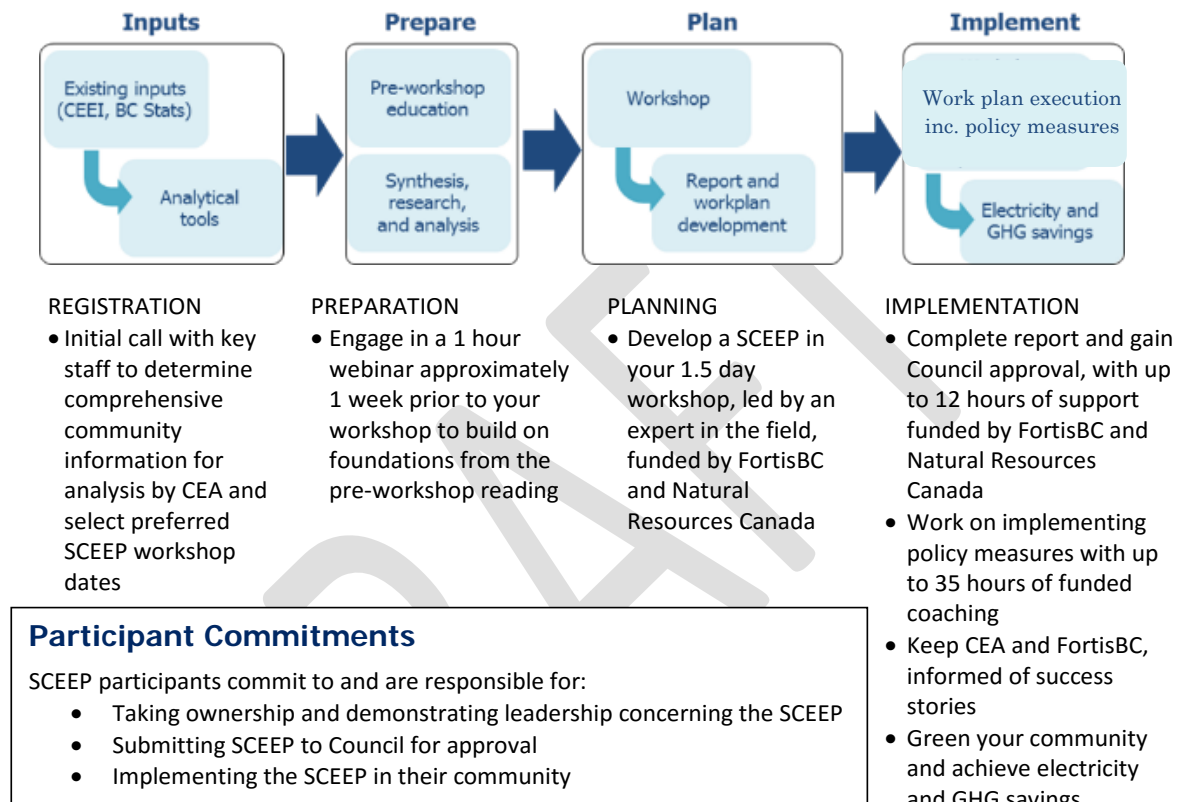 Inputs
Existing inputs
(CEEI, BC Stats)
Analytical
tools
Prepare
Pre-workshop
education
Synthesis,
research,
and analysis
Plan
Workshop
Report and
workplan
development
Implement
Work plan execution
inc. policy measures
Electricity and
GHG savings
REGISTRATION
• Initial call with key
staff to determine
comprehensive
community
information for
analysis by CEA and
select preferred
SCEEP workshop
dates
PREPARATION
• Engage in a 1 hour
webinar approximately
1 week prior to your
workshop to build on
foundations from the
pre-workshop reading
PLANNING
• Develop a SCEEP in
your 1.5 day
workshop, led by an
expert in the field,
funded by FortisBC
and Natural
Resources Canada
IMPLEMENTATION
• Complete report and gain
Council approval, with up
to 12 hours of support
funded by FortisBC and
Natural Resources
Canada
• Work on implementing
policy measures with up
to 35 hours of funded
coaching
• Keep CEA and FortisBC,
informed of success
stories
• Green your community
and achieve electricity
and GHG savings
Participant Commitments
SCEEP participants commit to and are responsible for:
• Taking ownership and demonstrating leadership concerning the SCEEP
• Submitting SCEEP to Council for approval
• Implementing the SCEEP in their community
DRAFT